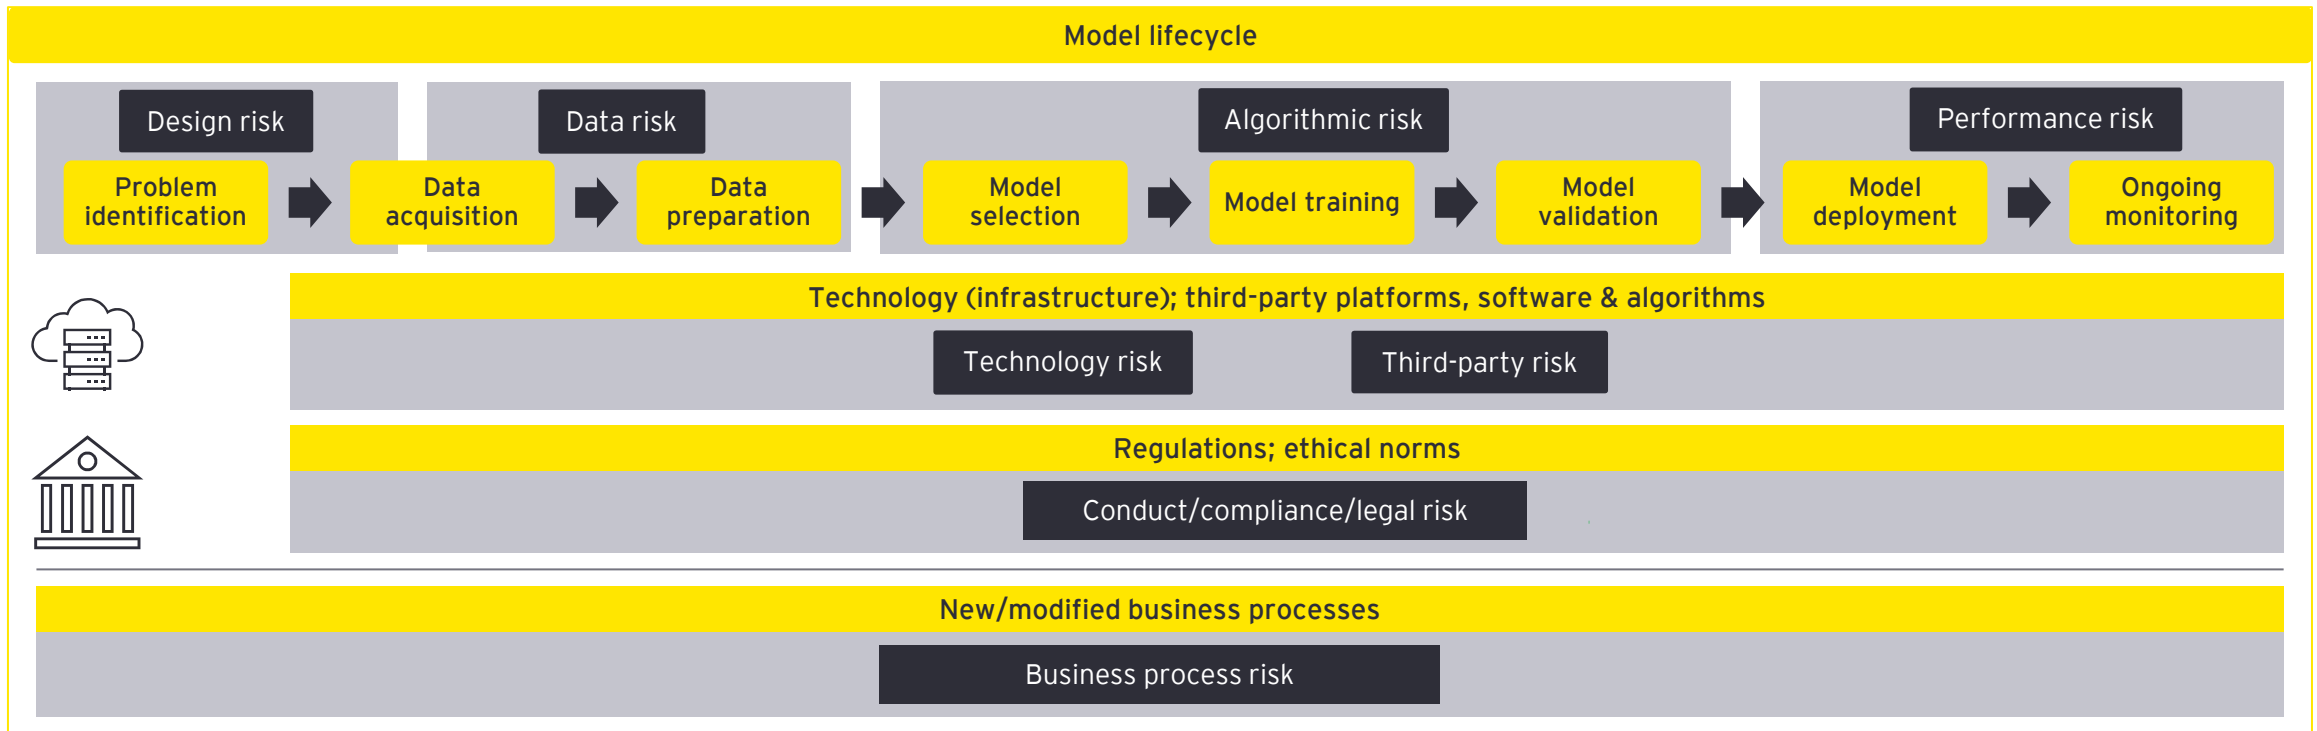 Model lifecycle
Design risk
Data risk
Algorithmic risk
Performance risk
Problem
identification
Data
acquisition
Data
preparation
Model
selection
Model training
Model
validation
Model
deployment
Ongoing
monitoring
Technology (infrastructure); third-party platforms, software & algorithms
Technology risk
Third-party risk
Regulations; ethical norms
Conduct/compliance/legal risk
New/modified business processes
Business process risk